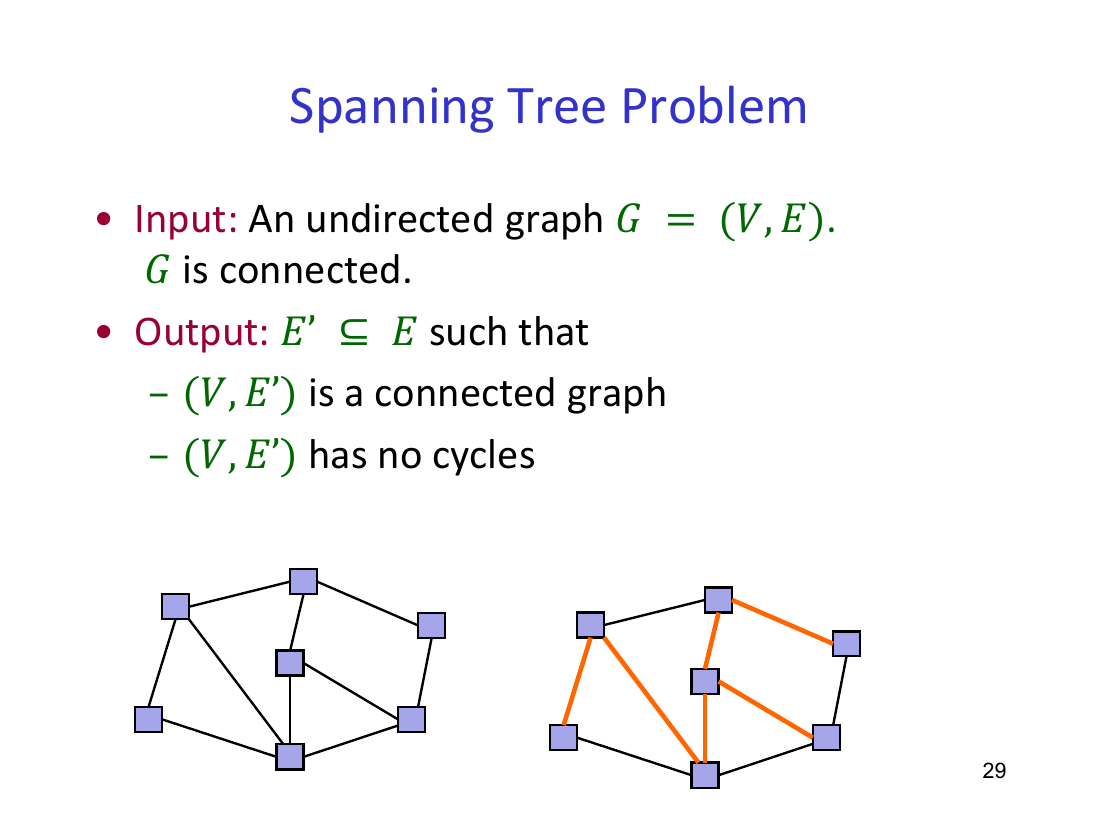 Spanning Tree Problem
• Input: An undirected graph G = (V, E).
G is connected.
• Output: E’ ⊆ E such that
– (V, E’) is a connected graph
– (V, E’) has no cycles
29